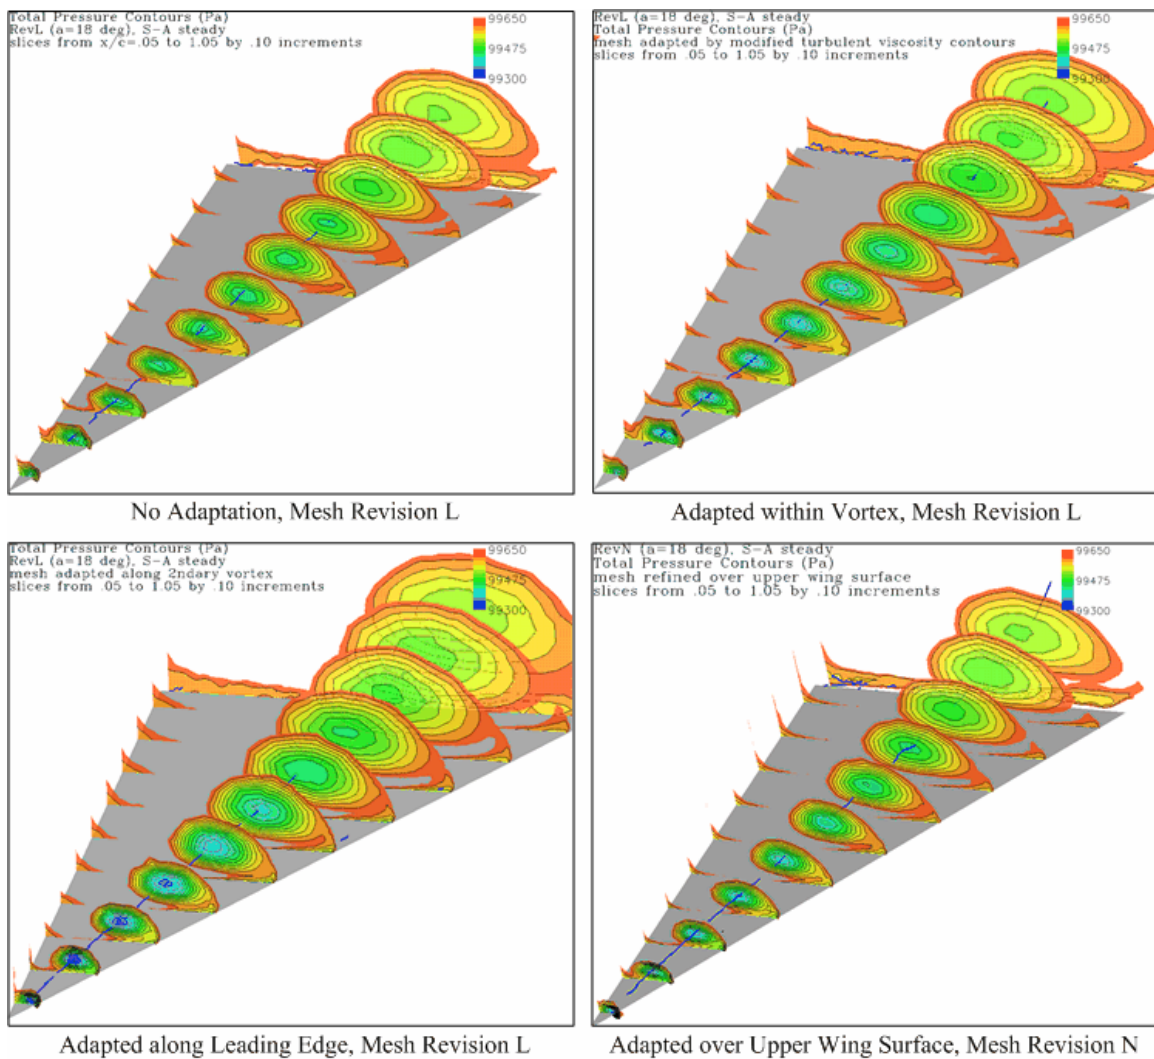 Total Pressure Contours (Pa)
RevL (a=18 deg), S-A steady
slices from x/c=.05 to 1.05 by .10 increments
99650
99475
99300
No Adaptation, Mesh Revision L
RevL (a=18 deg), S-A steady
Total Pressure Contours (Pa)
mesh adapted by modified turbulent viscosity contours
slices from .05 to 1.05 by .10 increments
99650
99475
99300
Adapted within Vortex, Mesh Revision L
Total Pressure Contours (Pa)
RevL (a=18 deg), S-A steady
mesh adapted along 2ndary vortex
slices from .05 to 1.05 by .10 increments
99650
99475
99300
Adapted along Leading Edge, Mesh Revision L
RevN (a=18 deg), S-A steady
Total Pressure Contours (Pa)
mesh refined over upper wing surface
slices from .05 to 1.05 by .10 increments
99650
99475
99300
Adapted over Upper Wing Surface, Mesh Revision N